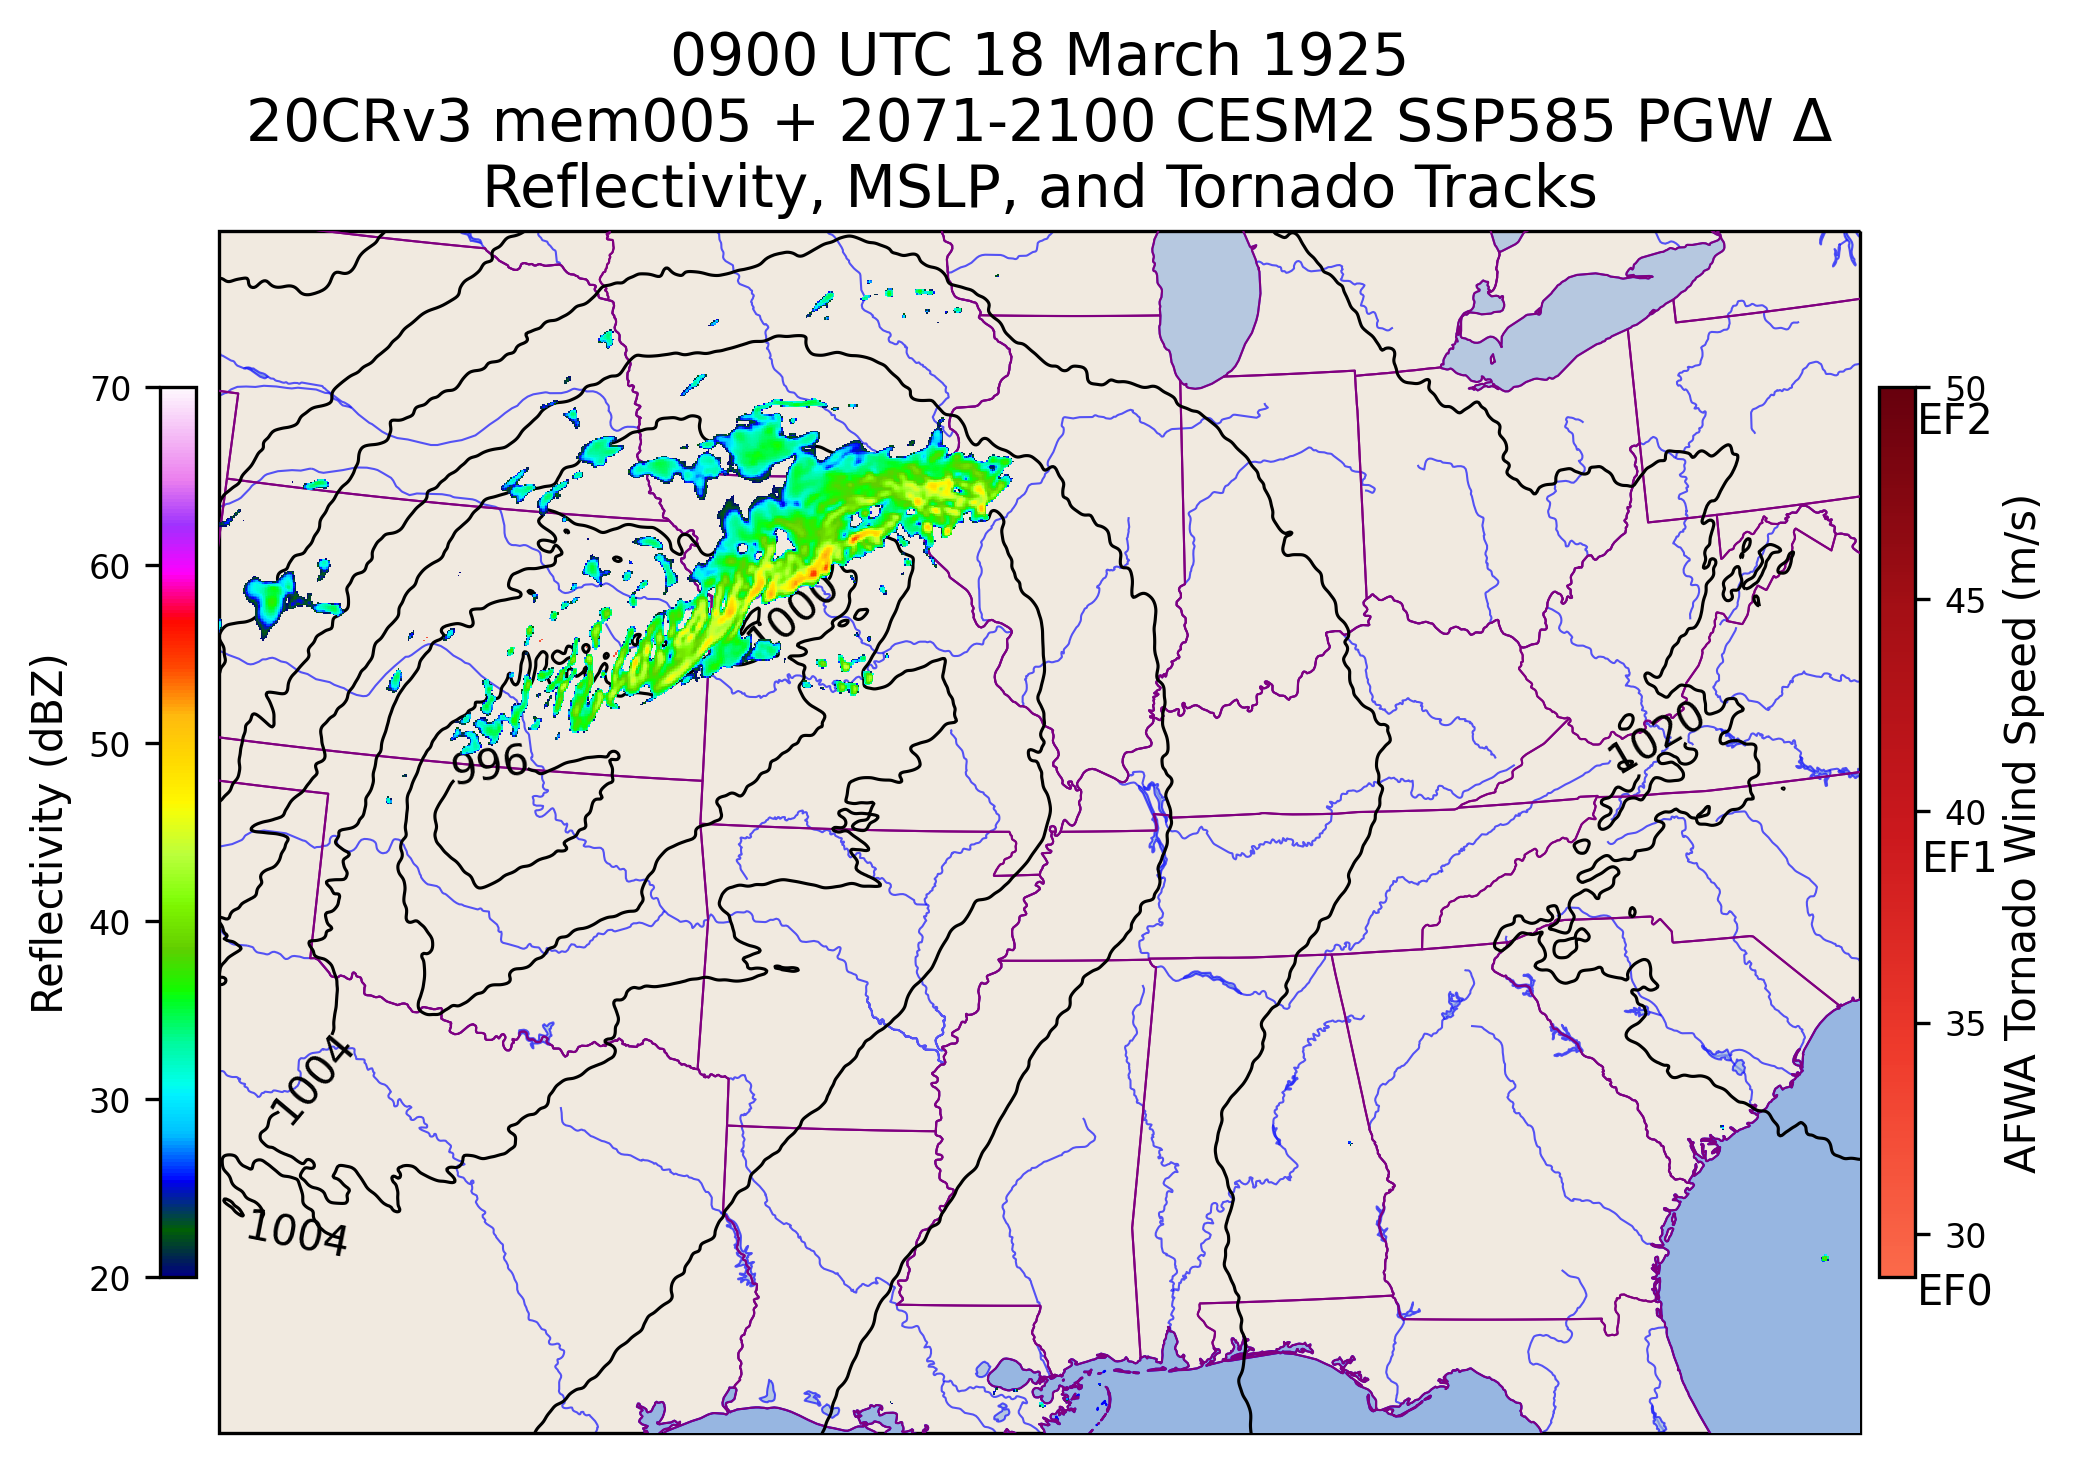 0900 UTC 18 March 1925
20CRv3 mem005 + 2071-2100 CESM2 SSP585 PGW Δ
Reflectivity, MSLP, and Tornado Tracks
70
60
50
40
30
20
Reflectivity (dBZ)
1000
996
1020
1004
1004
50
EF2
45
40
EF1
35
30
EF0
AFWA Tornado Wind Speed (m/s)